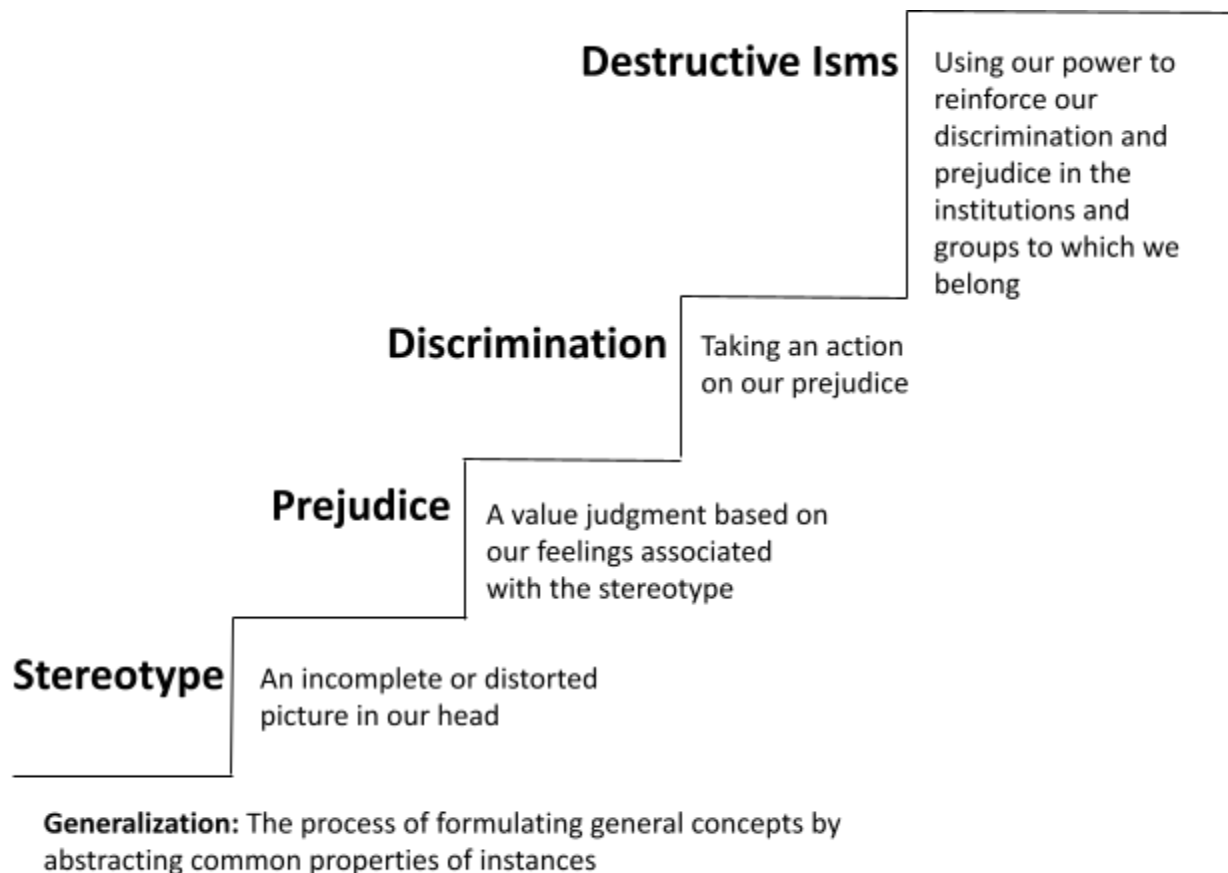 Destructive Isms
Using our power to
reinforce our
discrimination and
prejudice in the
institutions and
groups to which we
belong
Discrimination
Taking an action
on our prejudice
Prejudice
A value judgment based on
our feelings associated
with the stereotype
Stereotype
An incomplete or distorted
picture in our head
Generalization: The process of formulating general concepts by
abstracting common properties of instances